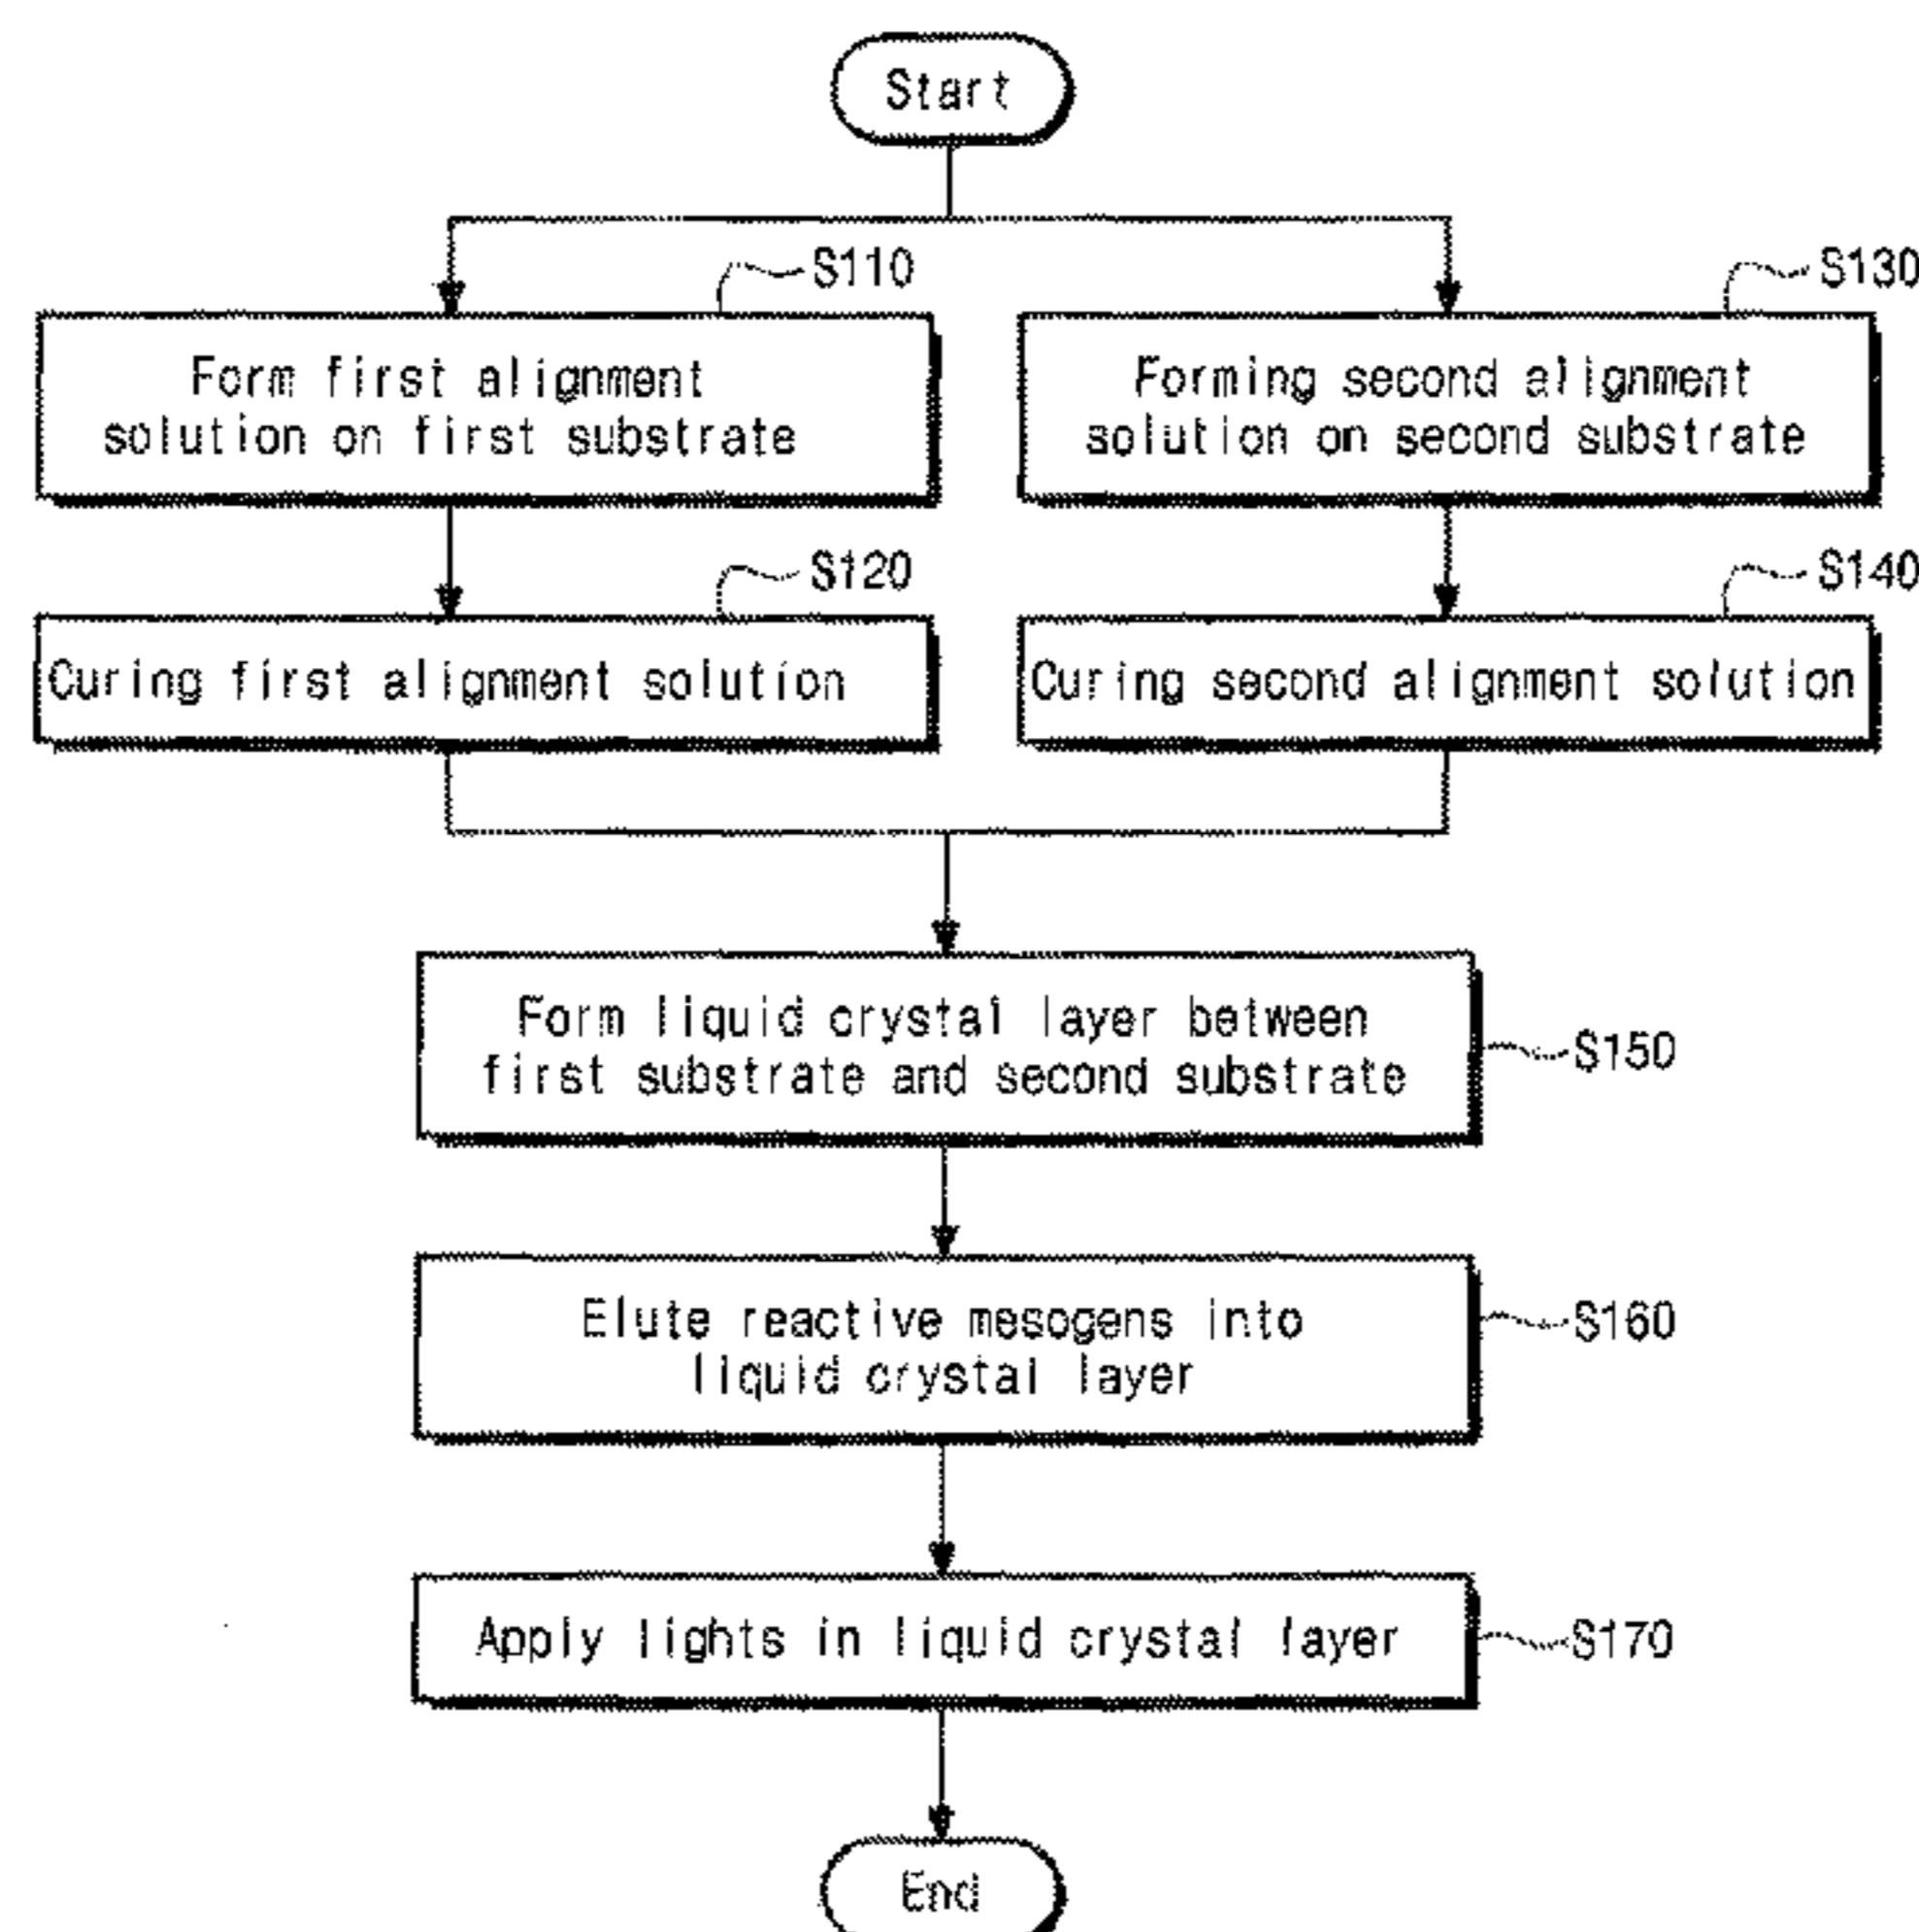 Start
S110
Form first alignment
solution on first substrate
S130
Forming second alignment
solution on second substrate
S120
Curing first alignment solution
S140
Curing second alignment solution
Form liquid crystal layer between
first substrate and second substrate
S150
Elute reactive mesogens into
liquid crystal layer
S160
Apply lights in liquid crystal layer
S170
End